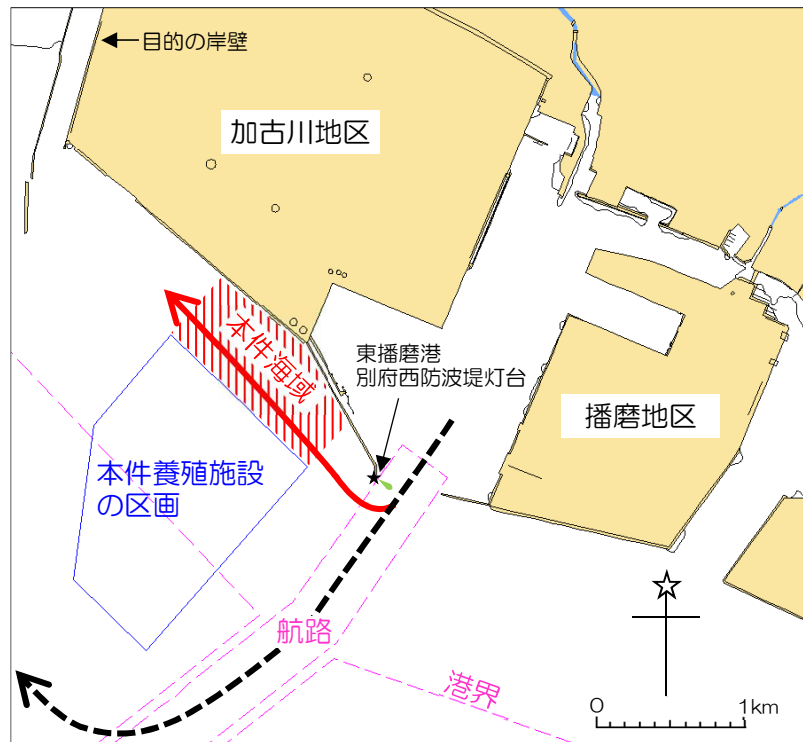 目的の岸壁
加古川地区
本件海域
東播磨港
別府西防波堤灯台
播磨地区
本件養殖施設
の区画
航路
港界
0 1km